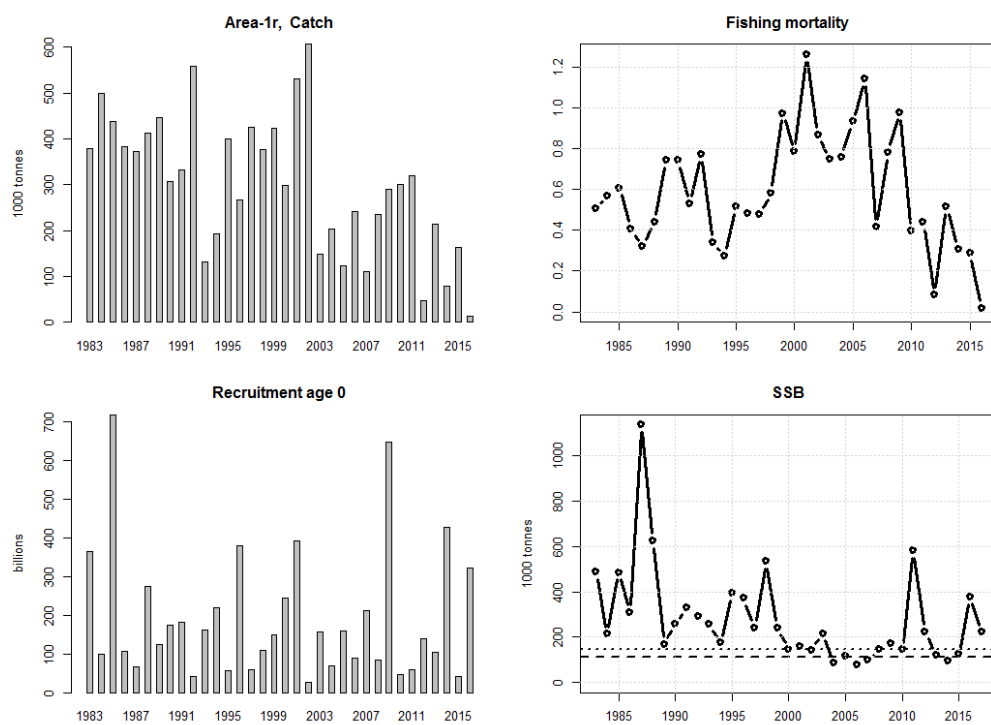 Area-1r, Catch
1000 tonnes
600
500
400
300
200
100
0
1983 1987 1991 1995 1999 2003 2007 2011 2015
Fishing mortality
1.2
1.0
0.8
0.6
0.4
0.2
0.0
1985 1990 1995 2000 2005 2010 2015
Recruitment age 0
billions
700
600
500
400
300
200
100
0
1983 1987 1991 1995 1999 2003 2007 2011 2015
SSB
1000 tonnes
1000
800
600
400
200
0
1985 1990 1995 2000 2005 2010 2015